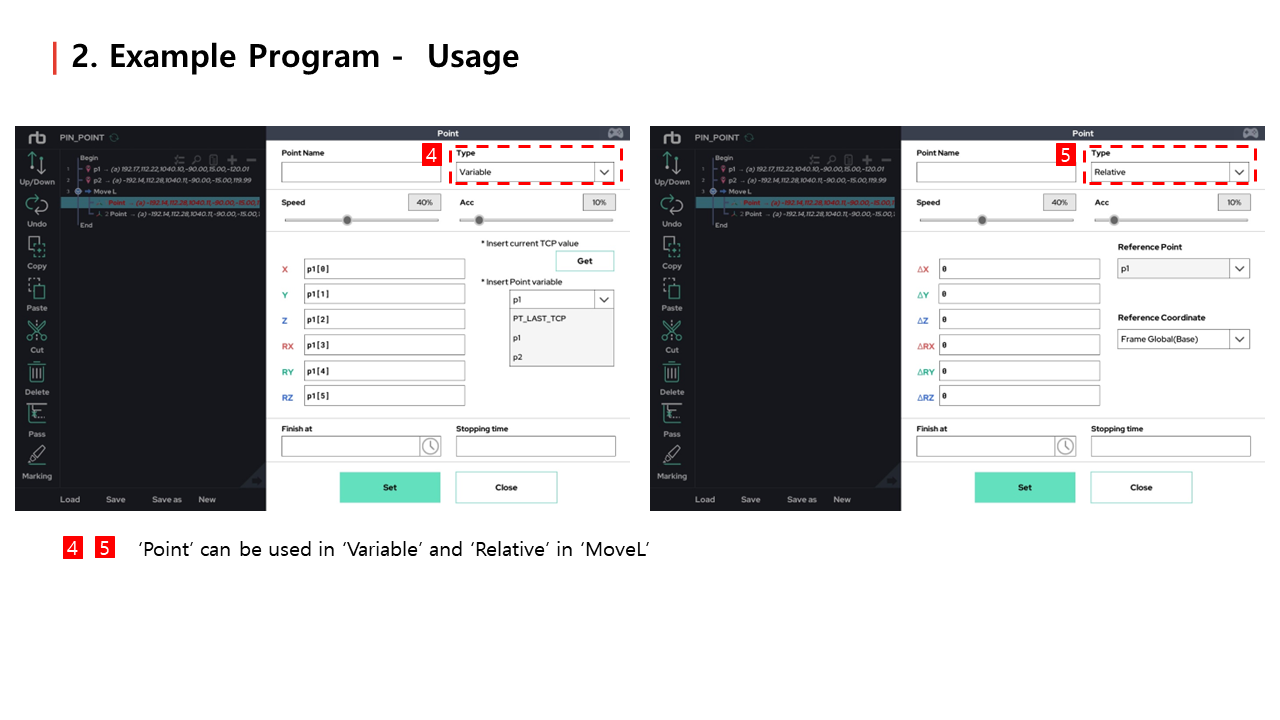 2. Example Program - Usage
rb PIN_POINT
Up/Down
Undo
Copy
Paste
Cut
Delete
Pass
Marking
Begin
1 p1 → (a) 192.17,112.22,1040.10,-90.00,15.00,-120.01
2 p2 → (a) -192.14,112.28,1040.11,-90.00,-15.00,119.99
3 Move L
Point → (a) -192.14,112.28,1040.11,-90.00,-15.00,1
2 Point → (a) -192.14,112.28,1040.11,-90.00,-15.00,1
End
Load Save Save as New
Point
Point Name
4
Type
Variable
Speed 40% Acc 10%
* Insert current TCP value
Get
X p1[0]
Y p1[1]
Z p1[2]
RX p1[3]
RY p1[4]
RZ p1[5]
* Insert Point variable
p1
PT_LAST_TCP
p1
p2
Finish at Stopping time
Set Close
rb PIN_POINT
Up/Down
Undo
Copy
Paste
Cut
Delete
Pass
Marking
Begin
1 p1 → (a) 192.17,112.22,1040.10,-90.00,15.00,-120.01
2 p2 → (a) -192.14,112.28,1040.11,-90.00,-15.00,119.99
3 Move L
Point → (a) -192.14,112.28,1040.11,-90.00,-15.00,1
2 Point → (a) -192.14,112.28,1040.11,-90.00,-15.00,1
End
Load Save Save as New
Point
Point Name
5
Type
Relative
Speed 40% Acc 10%
ΔX 0
ΔY 0
ΔZ 0
ΔRX 0
ΔRY 0
ΔRZ 0
Reference Point
p1
Reference Coordinate
Frame Global(Base)
Finish at Stopping time
Set Close
4 5 ‘Point’ can be used in ‘Variable’ and ‘Relative’ in ‘MoveL’